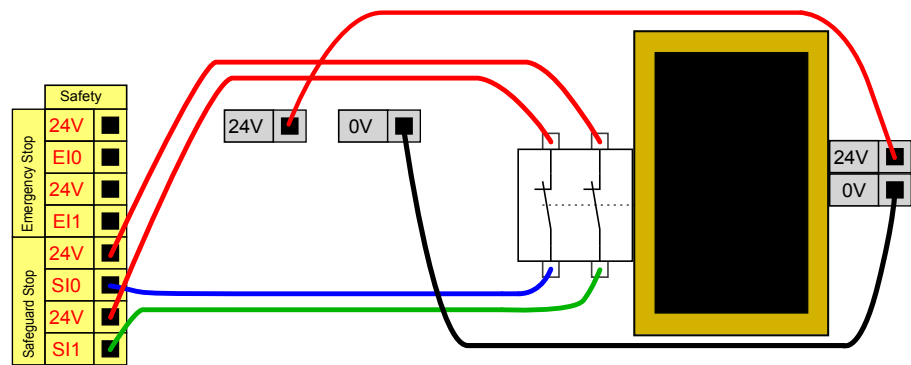 Safety
Emergency Stop
24V
EI0
24V
EI1
Safeguard Stop
24V
SI0
24V
SI1
24V
0V
24V
0V